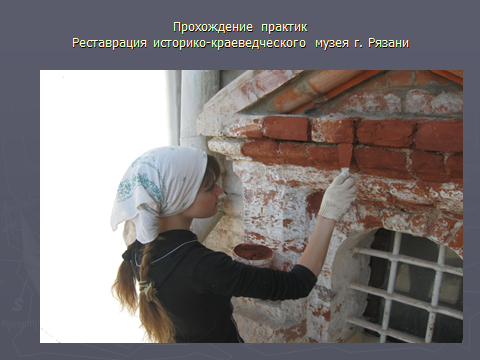 Прохождение практик
Реставрация историко-краеведческого музея г. Рязани